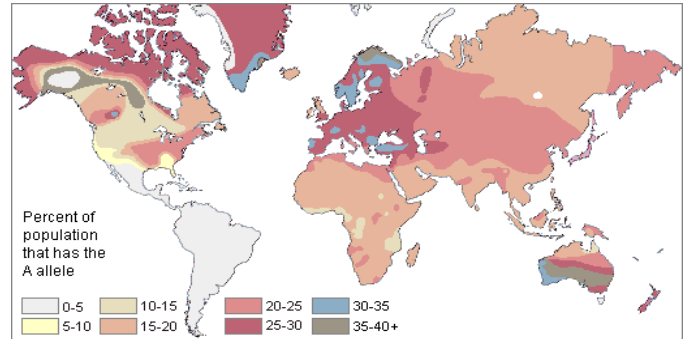 Percent of
population
that has the
A allele
0-5 10-15 20-25 30-35
5-10 15-20 25-30 35-40+